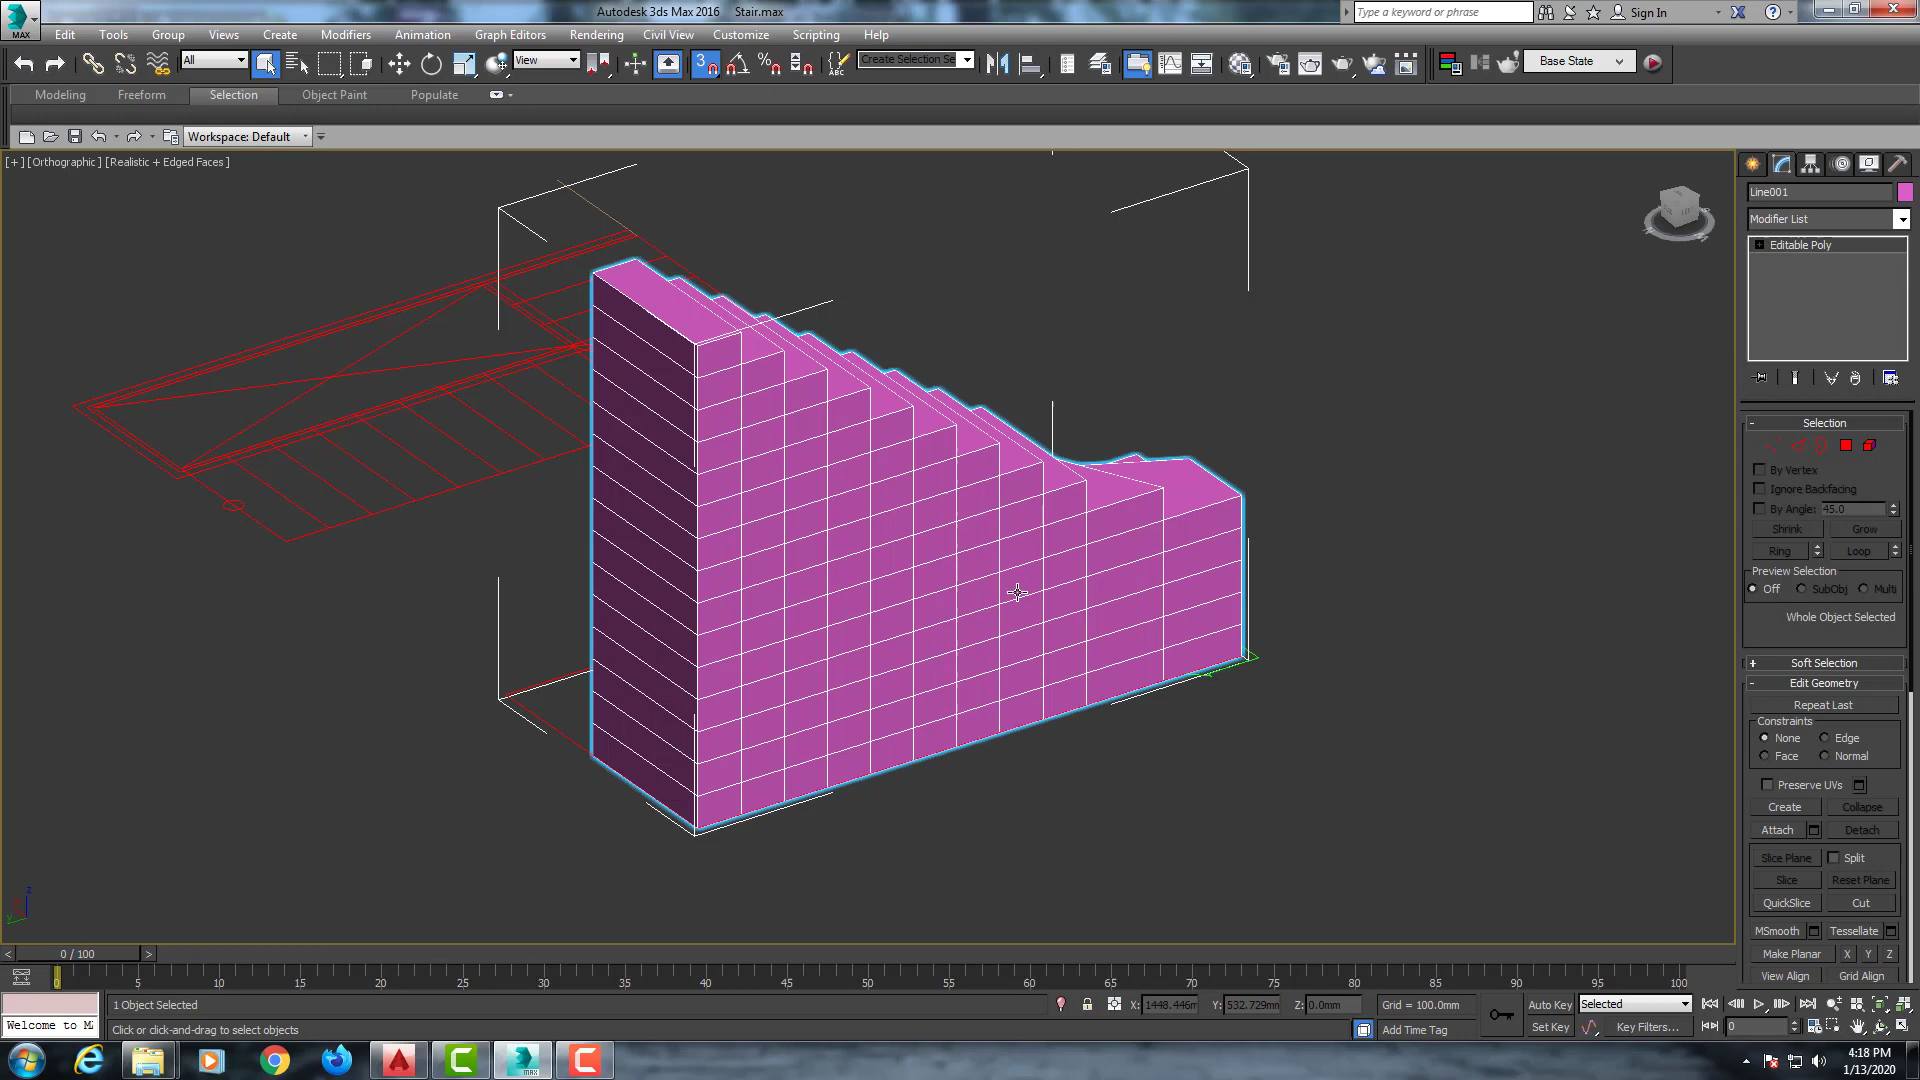 Autodesk 3ds Max 2016 Stair.max
Type a keyword or phrase
Sign In
MAX
Edit Tools Group Views Create Modifiers Animation Graph Editors Rendering Civil View Customize Scripting Help
All
View
3
ABC
Create Selection Se
Base State
Modeling Freeform Selection Object Paint Populate
Workspace: Default
[+] [Orthographic] [Realistic + Edged Faces]
Line001
Modifier List
Editable Poly
- Selection
By Vertex
Ignore Backfacing
By Angle: 45.0
Shrink Grow
Ring Loop
Preview Selection
Off SubObj Multi
Whole Object Selected
+ Soft Selection
- Edit Geometry
Repeat Last
Constraints
None Edge
Face Normal
Preserve UVs
Create Collapse
Attach Detach
Slice Plane Split
Slice Reset Plane
QuickSlice Cut
MSmooth Tessellate
Make Planar X Y Z
View Align Grid Align
z
y
< 0 / 100 >
0 5 10 15 20 25 30 35 40 45 50 55 60 65 70 75 80 85 90 95 100
1 Object Selected
X: 1448.446m Y: 532.729mm Z: 0.0mm
Grid = 100.0mm
Auto Key Selected
Welcome to M
Click or click-and-drag to select objects
Add Time Tag
Set Key Key Filters...
0
MAX
4:18 PM
1/13/2020